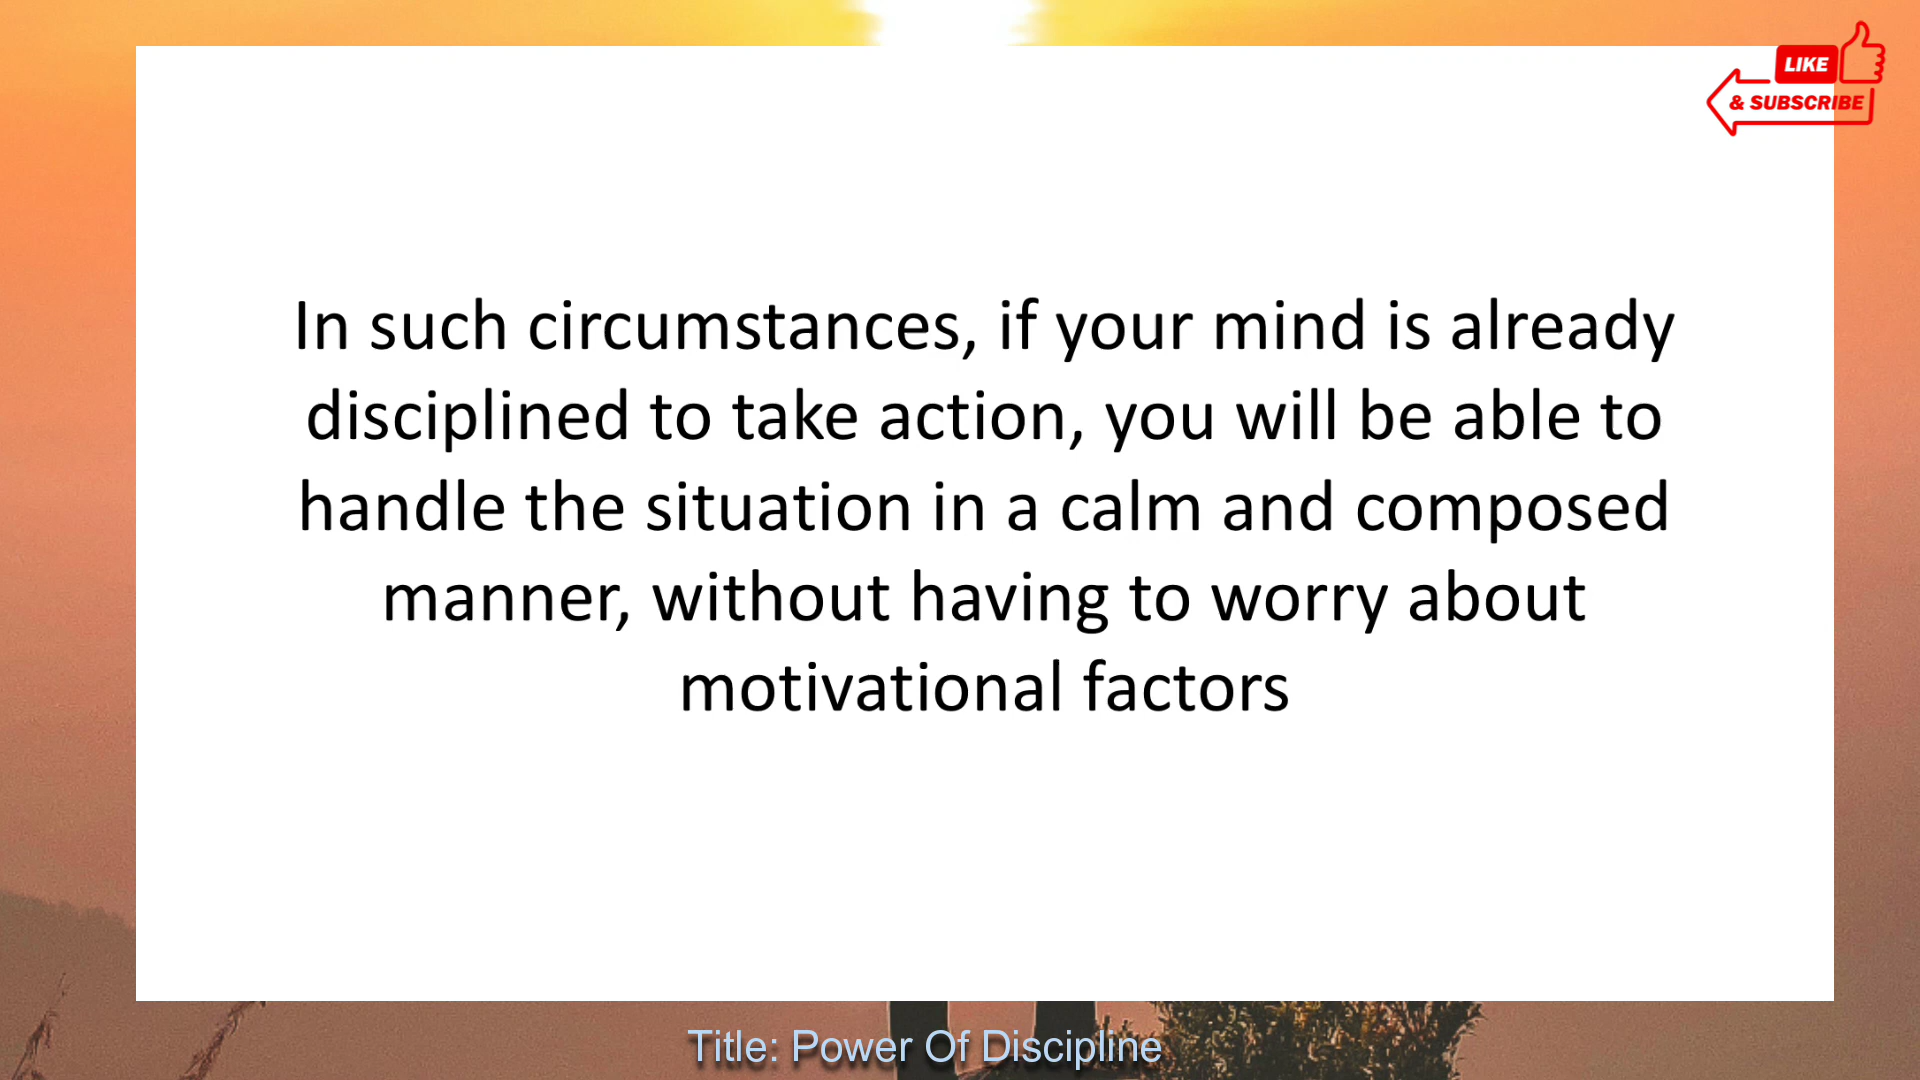 LIKE
& SUBSCRIBE
In such circumstances, if your mind is already
disciplined to take action, you will be able to
handle the situation in a calm and composed
manner, without having to worry about
motivational factors
Title: Power Of Discipline